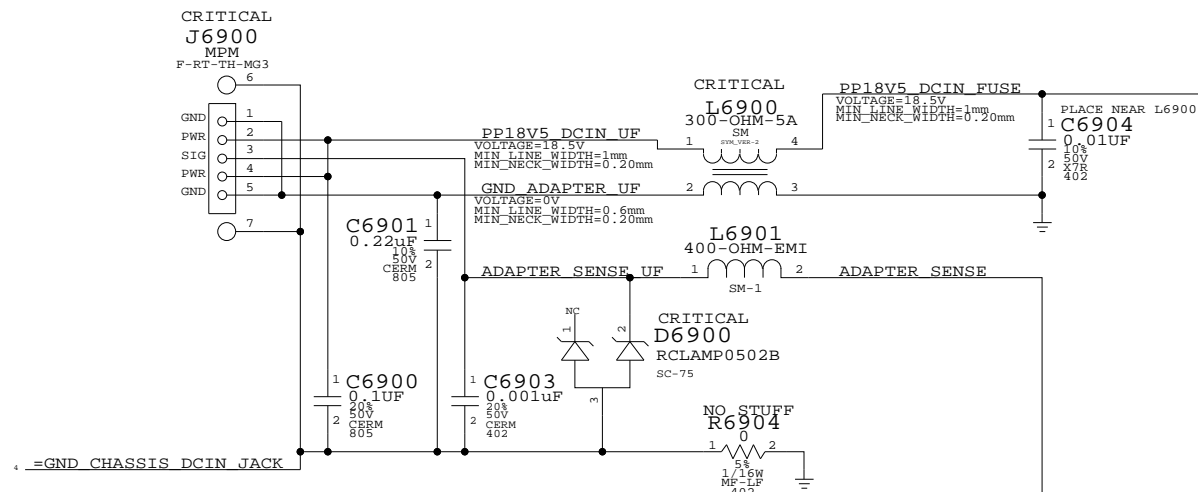 CRITICAL
J6900
MPM
F-RT-TH-MG3
6
GND 1
PWR 2
SIG 3
PWR 4
GND 5
7
PP18V5_DCIN_UF
VOLTAGE=18.5V
MIN_LINE_WIDTH=1mm
MIN_NECK_WIDTH=0.20mm
GND_ADAPTER_UF
VOLTAGE=0V
MIN_LINE_WIDTH=0.6mm
MIN_NECK_WIDTH=0.20mm
CRITICAL
L6900
300-OHM-5A
SM
SYM_VER-2
1 4
2 3
PP18V5_DCIN_FUSE
VOLTAGE=18.5V
MIN_LINE_WIDTH=1mm
MIN_NECK_WIDTH=0.20mm
PLACE NEAR L6900
1
C6904
0.01UF
10%
50V
2
X7R
402
C6901
1
0.22uF
10%
50V
2
CERM
805
ADAPTER_SENSE_UF
L6901
400-OHM-EMI
1 2
SM-1
ADAPTER_SENSE
NC
1
2
3
CRITICAL
D6900
RCLAMP0502B
SC-75
1
C6900
0.1UF
20%
50V
2
CERM
805
1
C6903
0.001uF
20%
50V
2
CERM
402
NO STUFF
R6904
0
1 2
5%
1/16W
MF-LF
402
4 =GND_CHASSIS_DCIN_JACK